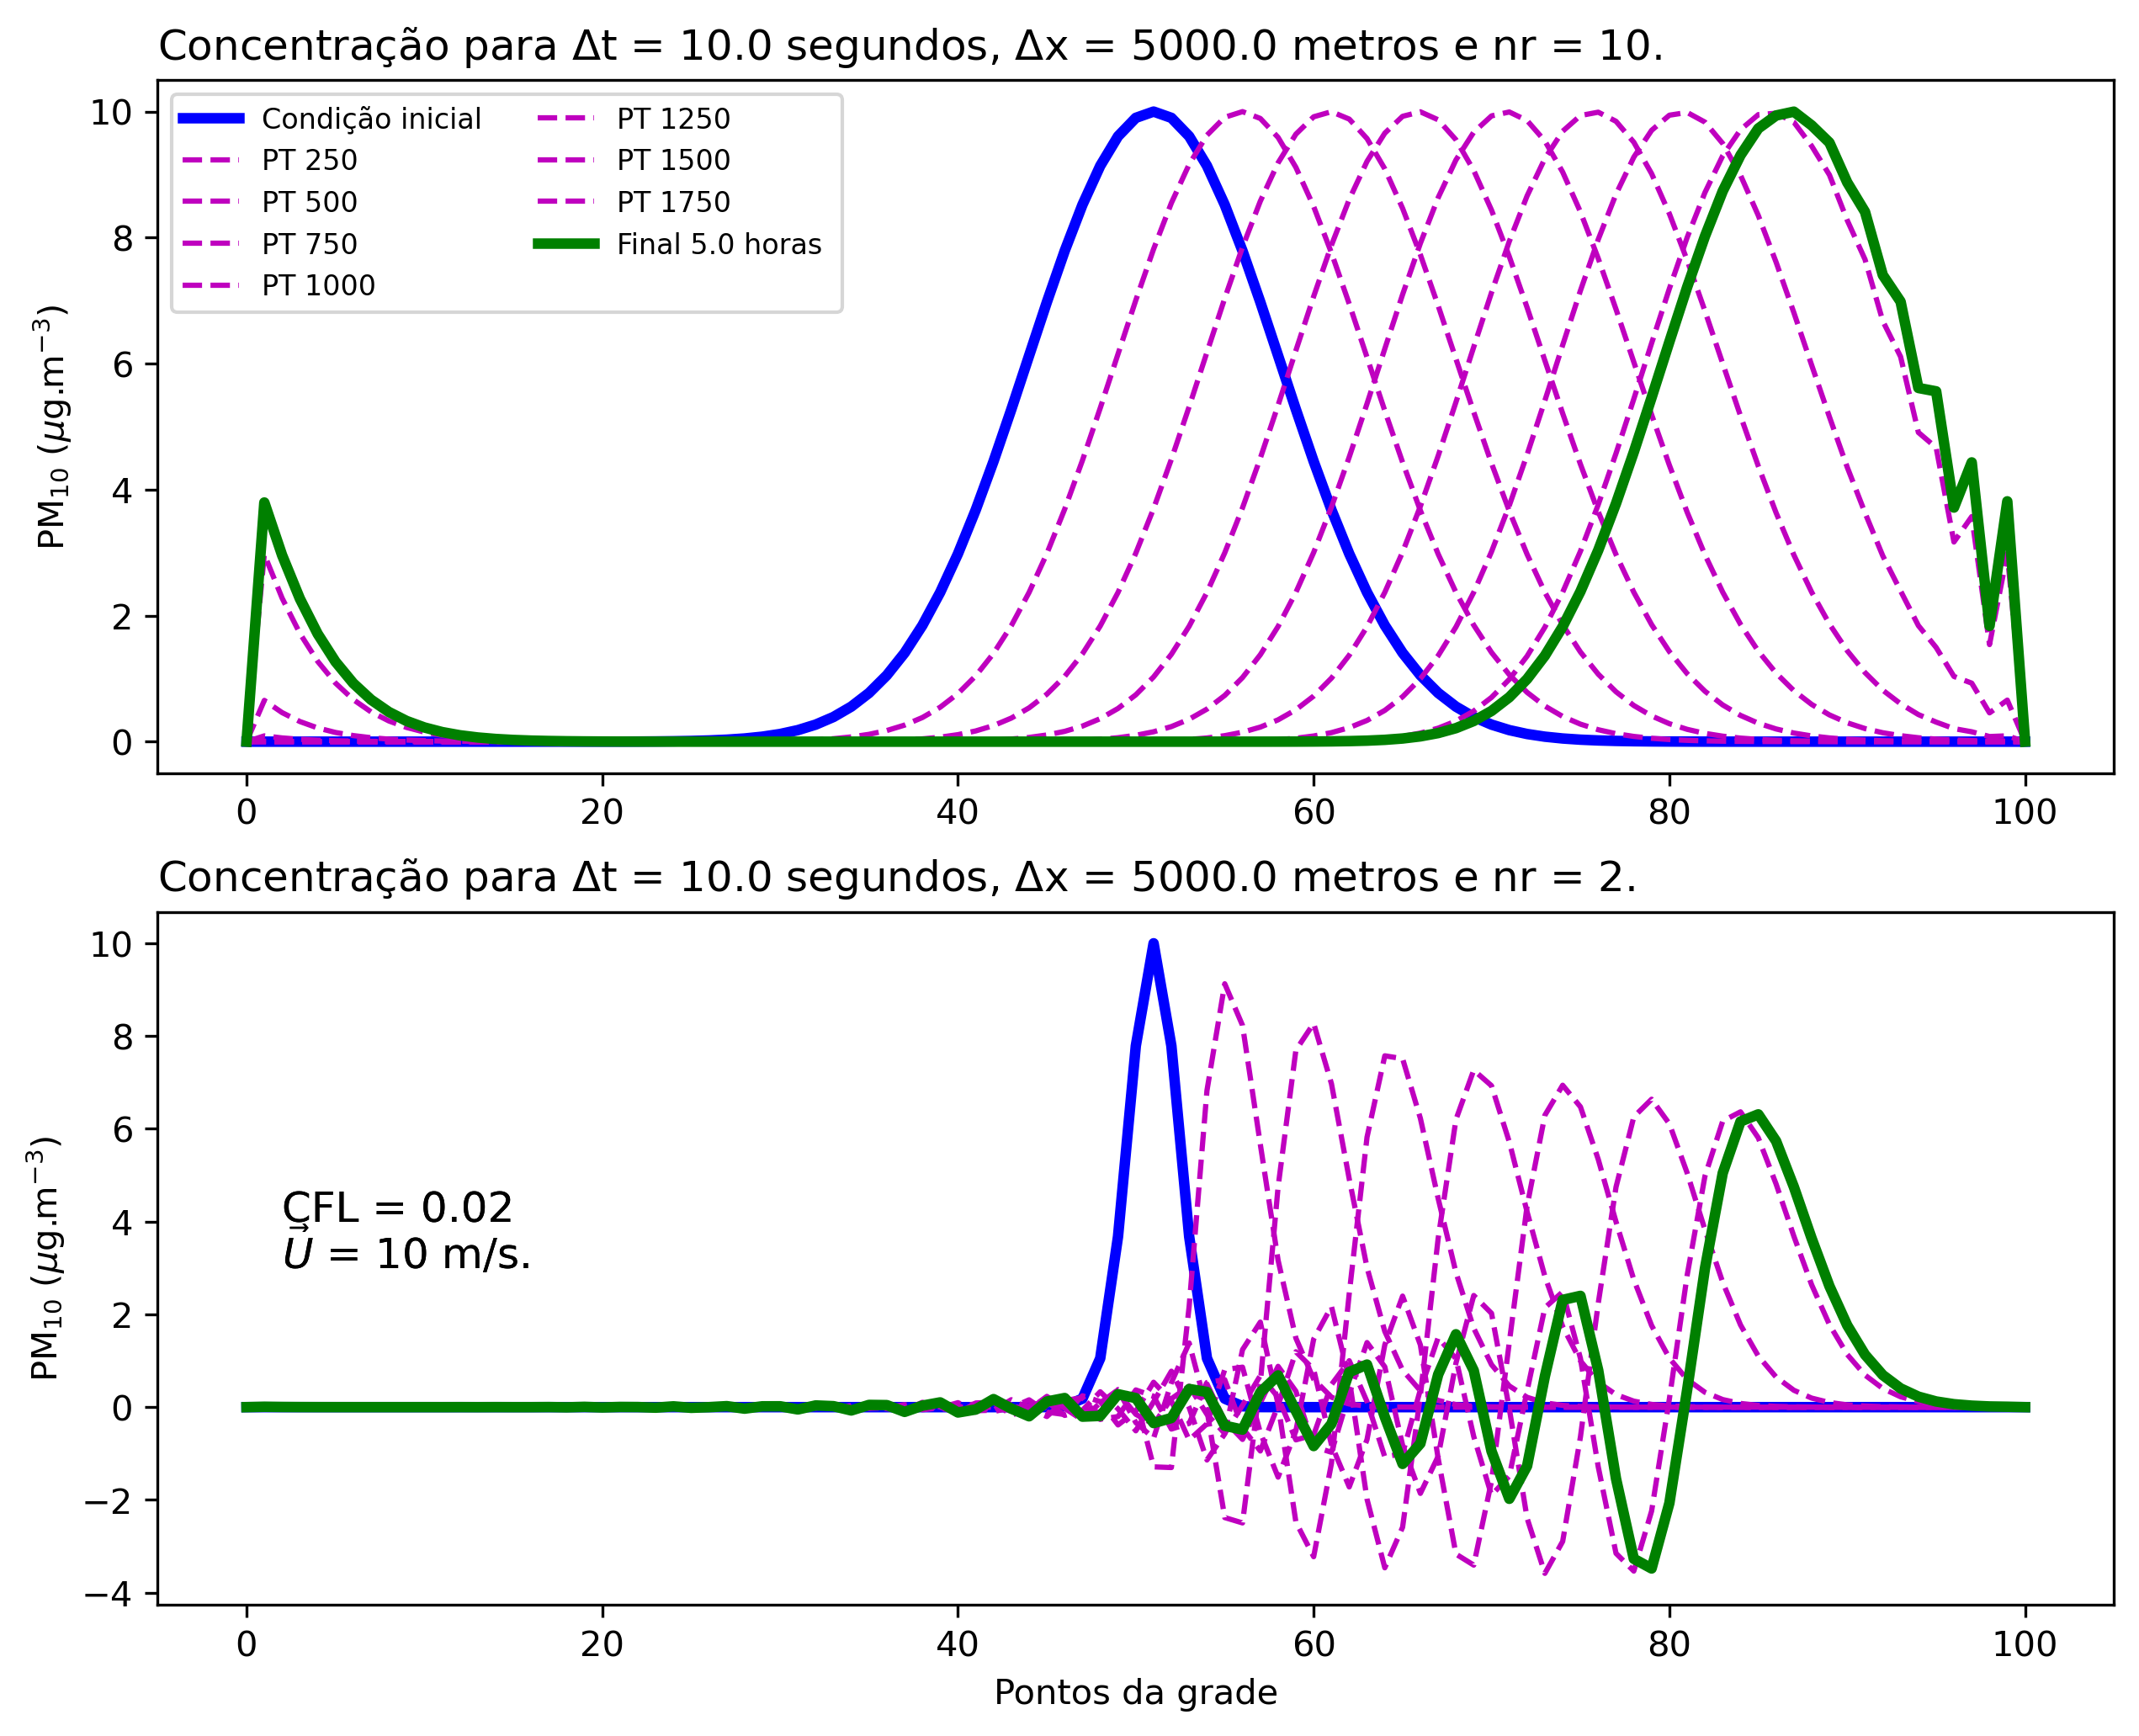 Concentração para Δt = 10.0 segundos, Δx = 5000.0 metros e nr = 10.
10
8
6
4
2
0
PM₁₀ (μg.m⁻³)
Condição inicial
PT 250
PT 500
PT 750
PT 1000
PT 1250
PT 1500
PT 1750
Final 5.0 horas
0 20 40 60 80 100
Concentração para Δt = 10.0 segundos, Δx = 5000.0 metros e nr = 2.
10
8
6
4
2
0
−2
−4
PM₁₀ (μg.m⁻³)
CFL = 0.02
U⃗ = 10 m/s.
0 20 40 60 80 100
Pontos da grade